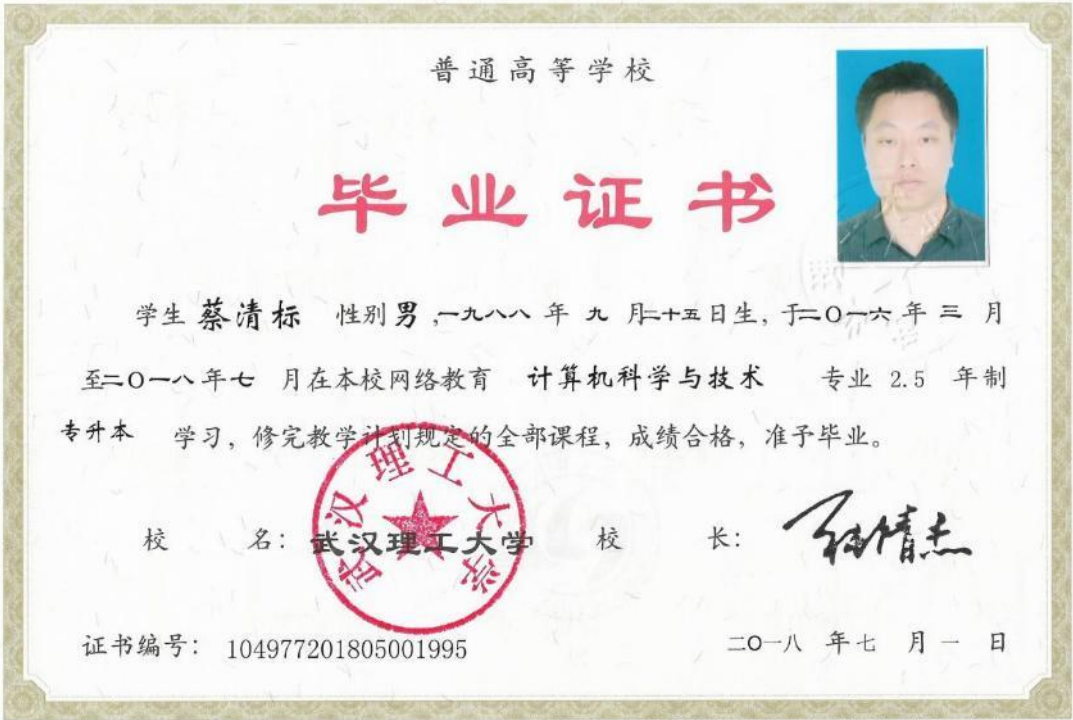 普通高等学校
毕业证书
学生 蔡清标 性别 男 ,一九八八 年 九 月二十五日生, 于二〇一六 年 三 月
至二〇一八年七 月在本校网络教育 计算机科学与技术 专业 2.5 年制
专升本 学习, 修完教学计划规定的全部课程, 成绩合格, 准予毕业。
武汉理工大学
校 名: 武汉理工大学 校 长:
证书编号: 104977201805001995 二〇一八 年七 月一 日